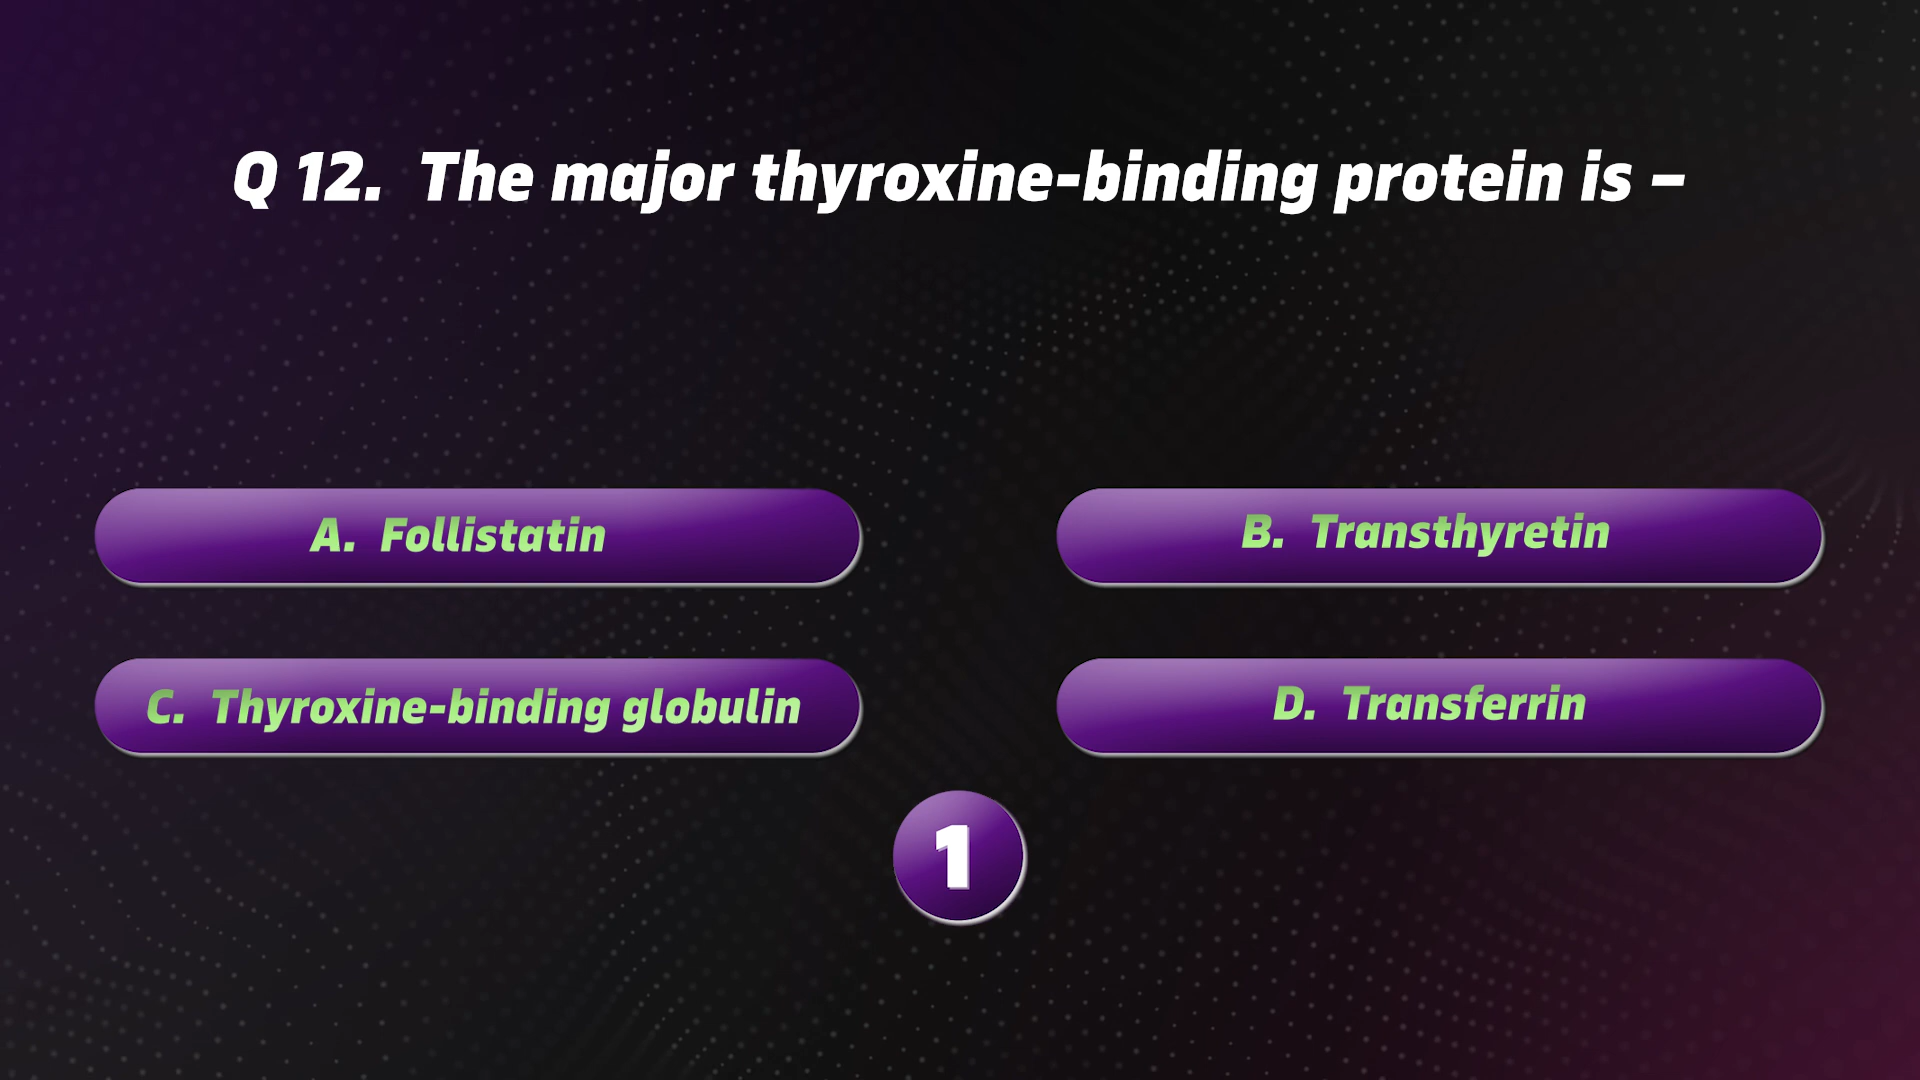 Q 12. The major thyroxine-binding protein is –
A. Follistatin
B. Transthyretin
C. Thyroxine-binding globulin
D. Transferrin
1